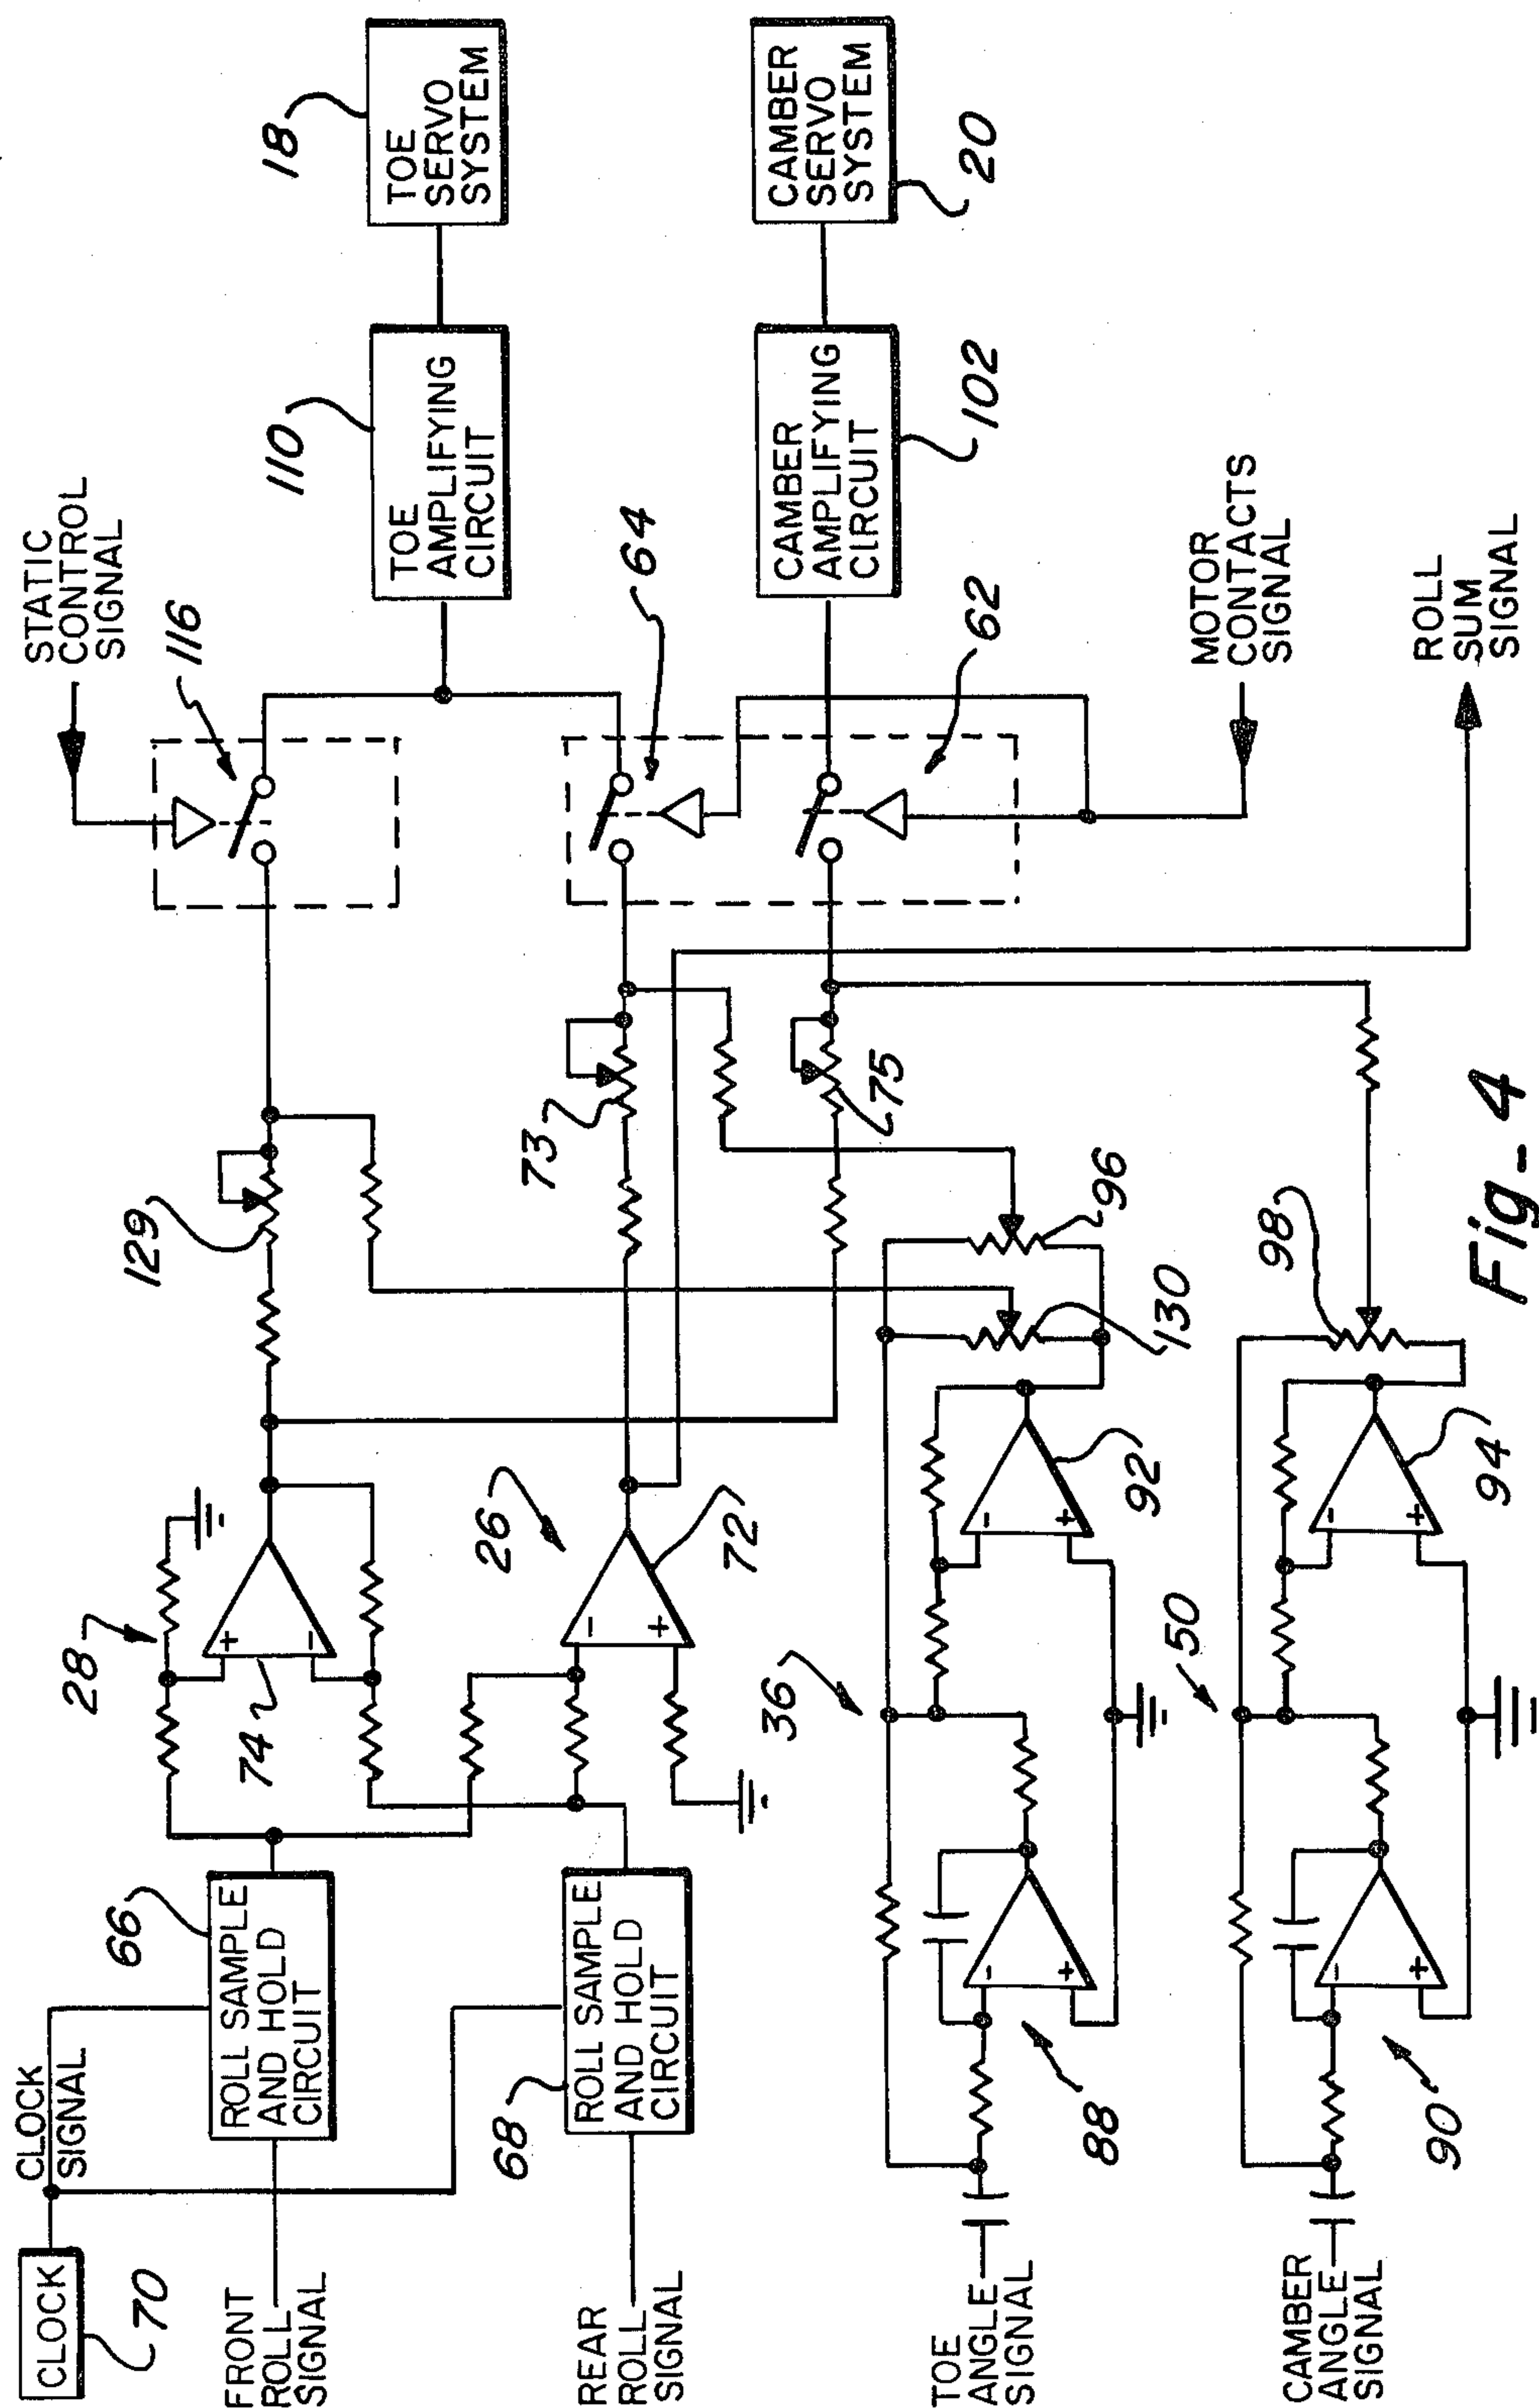 CLOCK
70
CLOCK
SIGNAL
FRONT
ROLL
SIGNAL
66
ROLL SAMPLE
AND HOLD
CIRCUIT
28
74
+
-
129
STATIC
CONTROL
SIGNAL
116
110
TOE
AMPLIFYING
CIRCUIT
18
TOE
SERVO
SYSTEM
REAR
ROLL
SIGNAL
68
ROLL SAMPLE
AND HOLD
CIRCUIT
26
-
+
72
73
75
64
62
CAMBER
AMPLIFYING
CIRCUIT
102
CAMBER
SERVO
SYSTEM
20
TOE
ANGLE
SIGNAL
88
-
+
36
-
+
92
130
96
MOTOR
CONTACTS
SIGNAL
CAMBER
ANGLE
SIGNAL
90
-
+
50
-
+
94
98
ROLL
SUM
SIGNAL
Fig-4